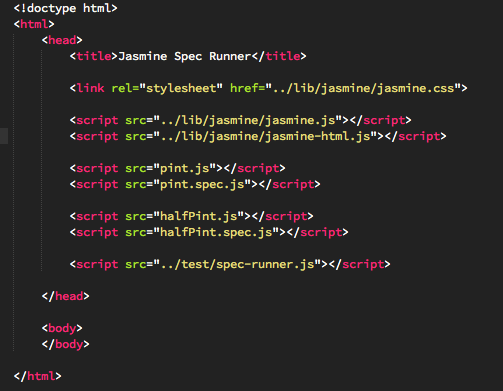 <!doctype html>
<html>
<head>
<title>Jasmine Spec Runner</title>
<link rel="stylesheet" href="../lib/jasmine/jasmine.css">
<script src="../lib/jasmine/jasmine.js"></script>
<script src="../lib/jasmine/jasmine-html.js"></script>
<script src="pint.js"></script>
<script src="pint.spec.js"></script>
<script src="halfPint.js"></script>
<script src="halfPint.spec.js"></script>
<script src="../test/spec-runner.js"></script>
</head>
<body>
</body>
</html>